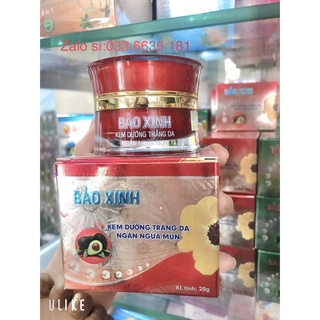 Zalo sỉ:033 6636 181
BẢO XINH
KEM DƯỠNG TRẮNG DA
BẢO XINH
KEM DƯỠNG TRẮNG DA
NGĂN NGỪA MỤN
Kl tịnh: 20g
ULIKE